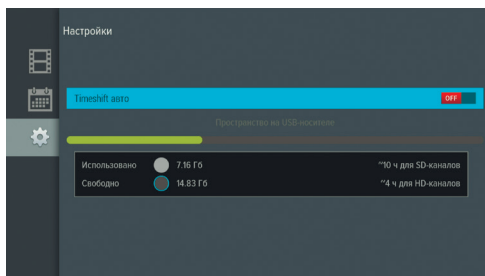 Настройки
Timeshift авто OFF
Пространство на USB-носителе
Использовано 7.16 Гб ~10 ч для SD-каналов
Свободно 14.83 Гб ~4 ч для HD-каналов